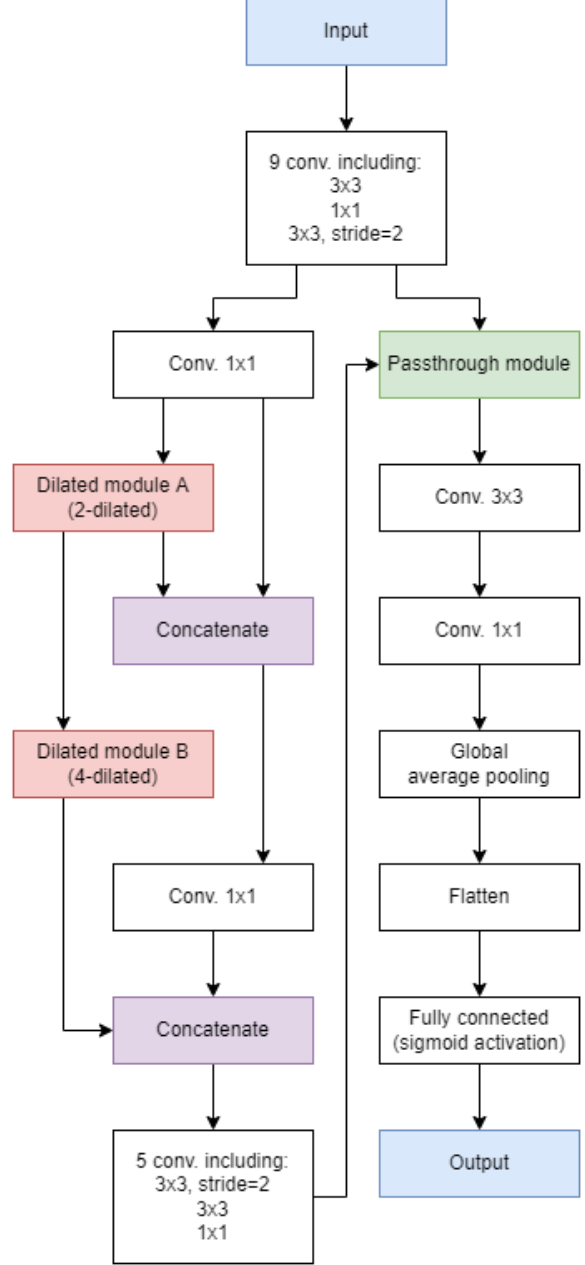 Input
9 conv. including:
3x3
1x1
3x3, stride=2
Conv. 1x1
Passthrough module
Dilated module A
(2-dilated)
Conv. 3x3
Concatenate
Conv. 1x1
Dilated module B
(4-dilated)
Global
average pooling
Conv. 1x1
Flatten
Concatenate
Fully connected
(sigmoid activation)
5 conv. including:
3x3, stride=2
3x3
1x1
Output